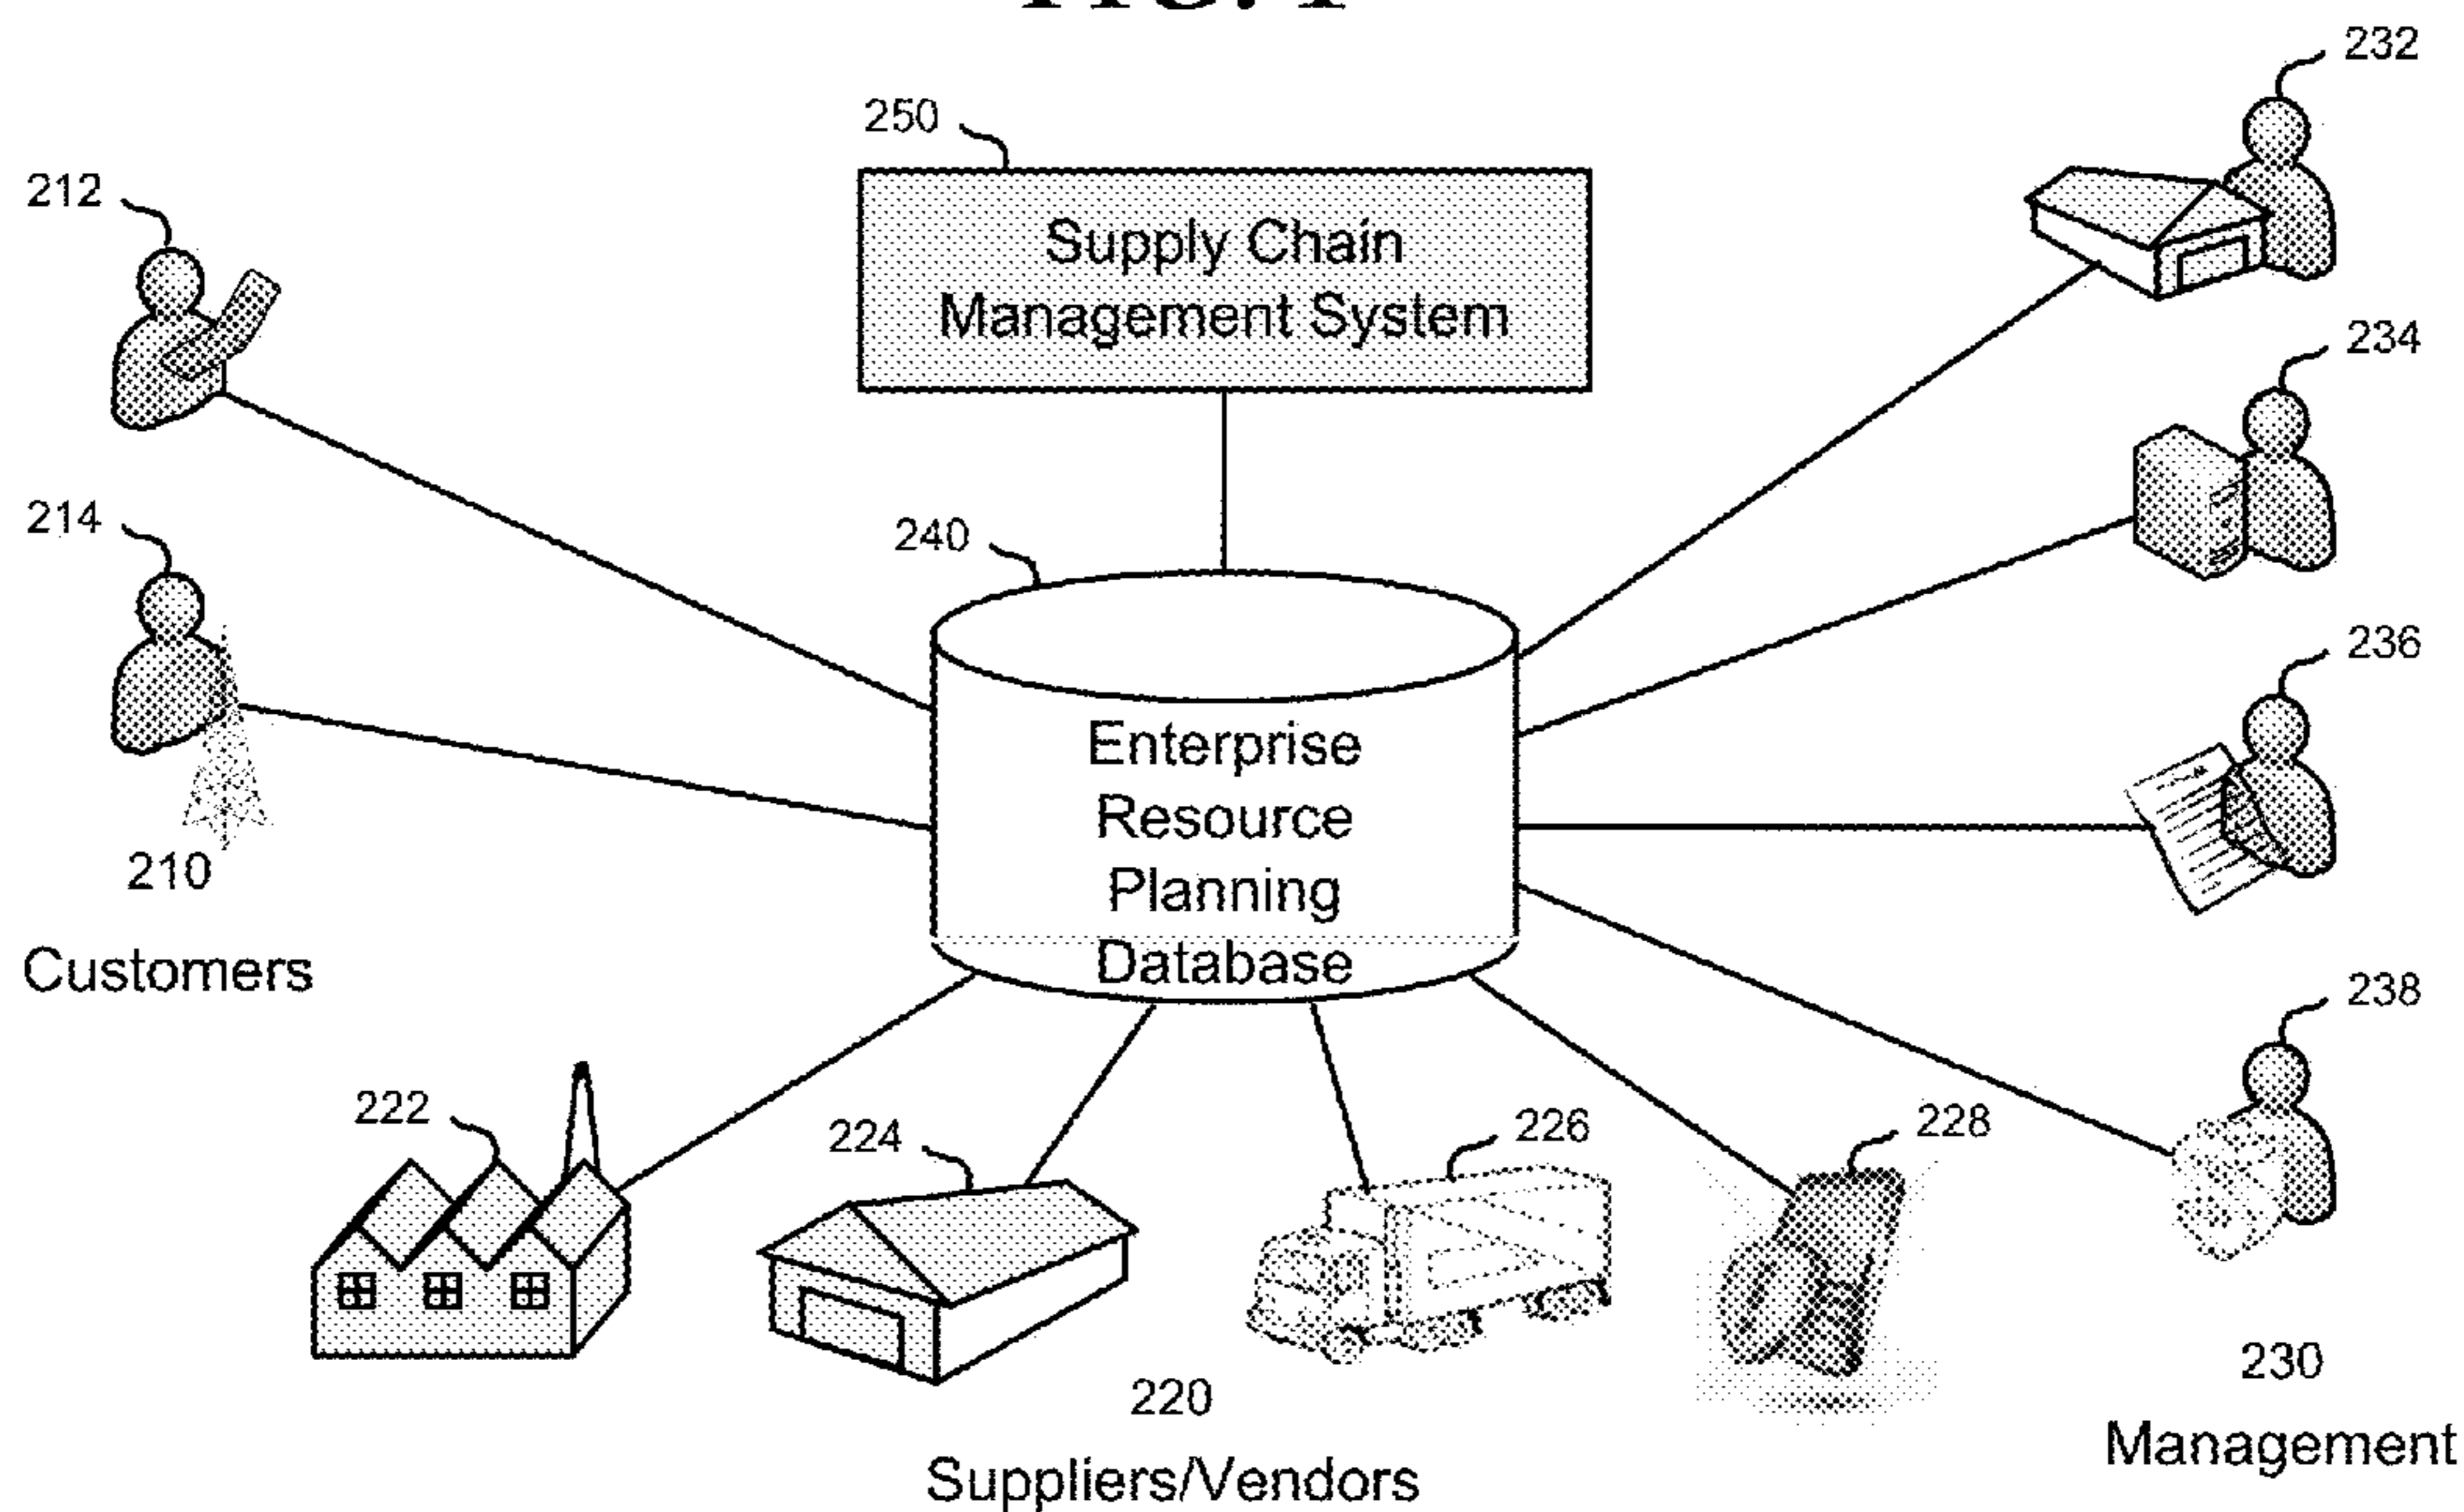 232
250
212
Supply Chain
Management System
234
214
240
236
Enterprise
Resource
Planning
Database
210
Customers
238
222
224
226
228
220
Suppliers/Vendors
230
Management